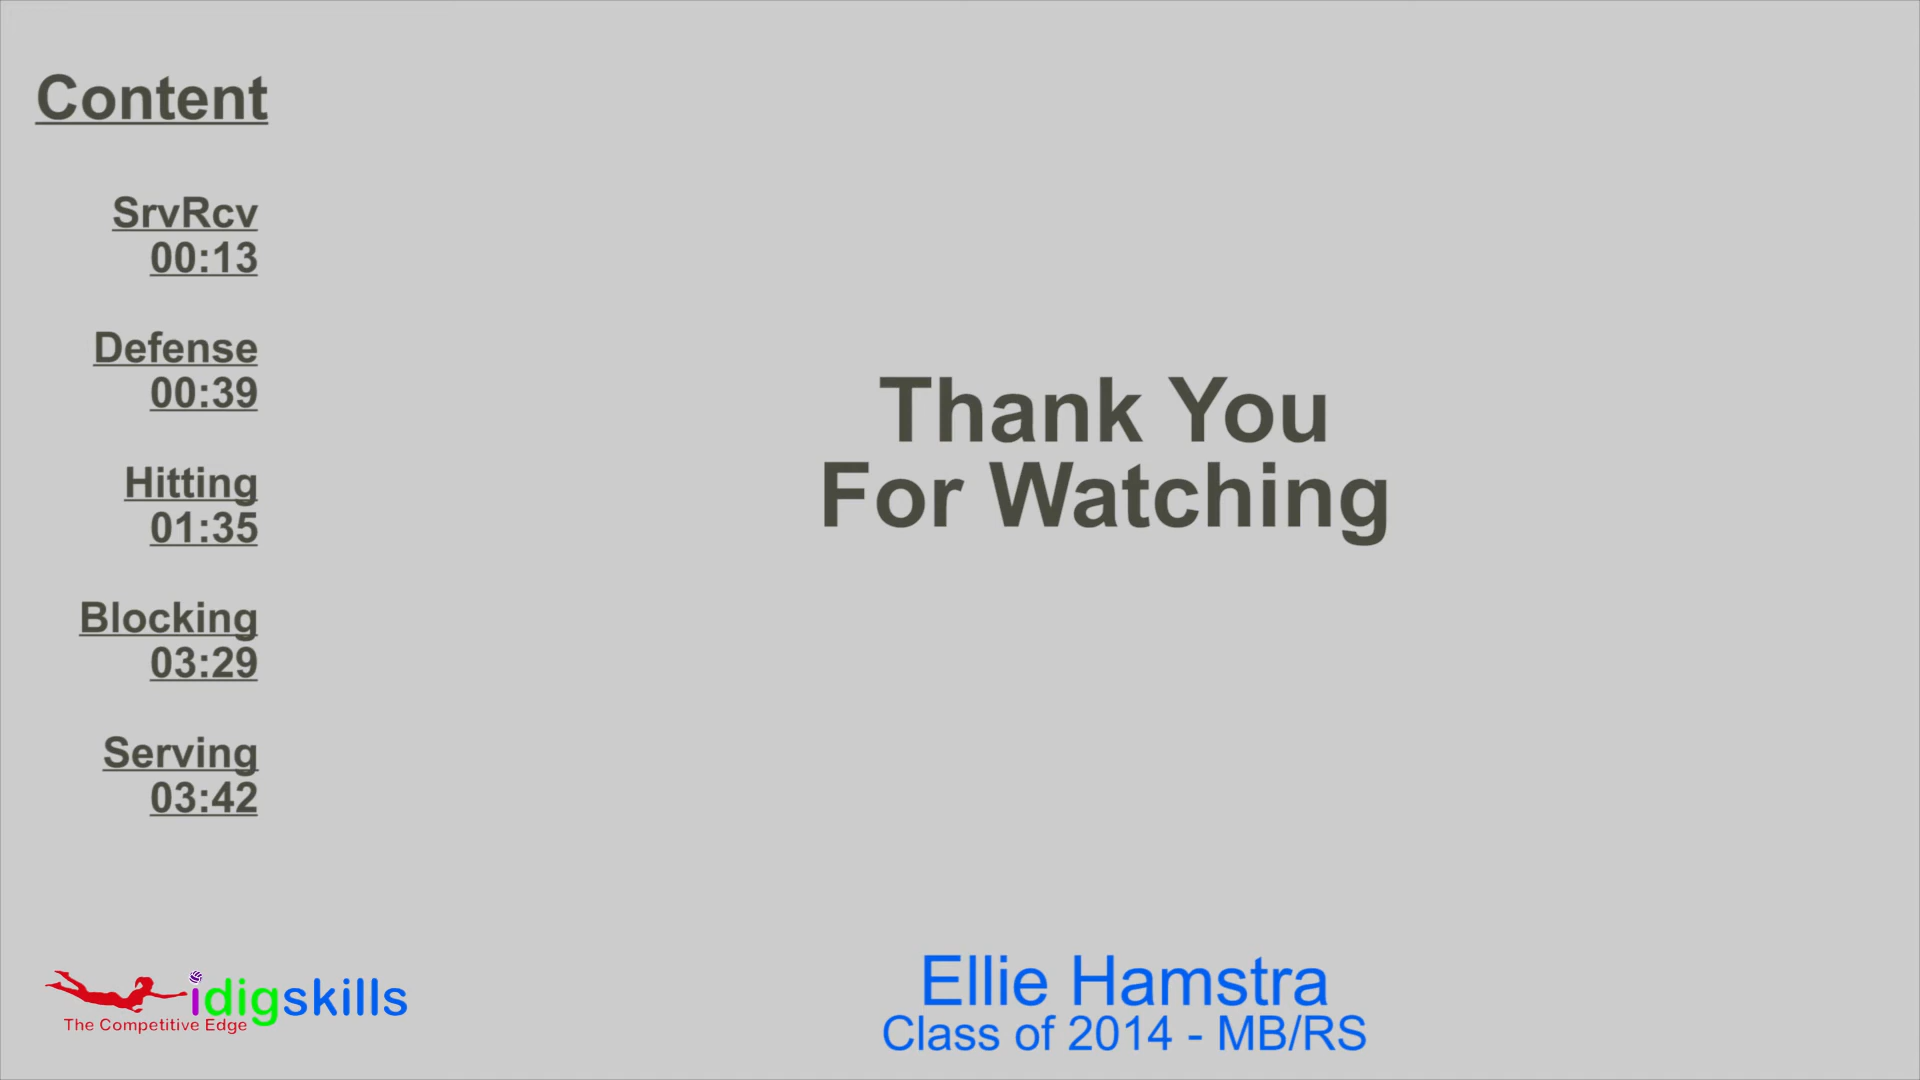 Content
SrvRcv
00:13
Defense
00:39
Hitting
01:35
Blocking
03:29
Serving
03:42
Thank You
For Watching
idigskills
The Competitive Edge
Ellie Hamstra
Class of 2014 - MB/RS